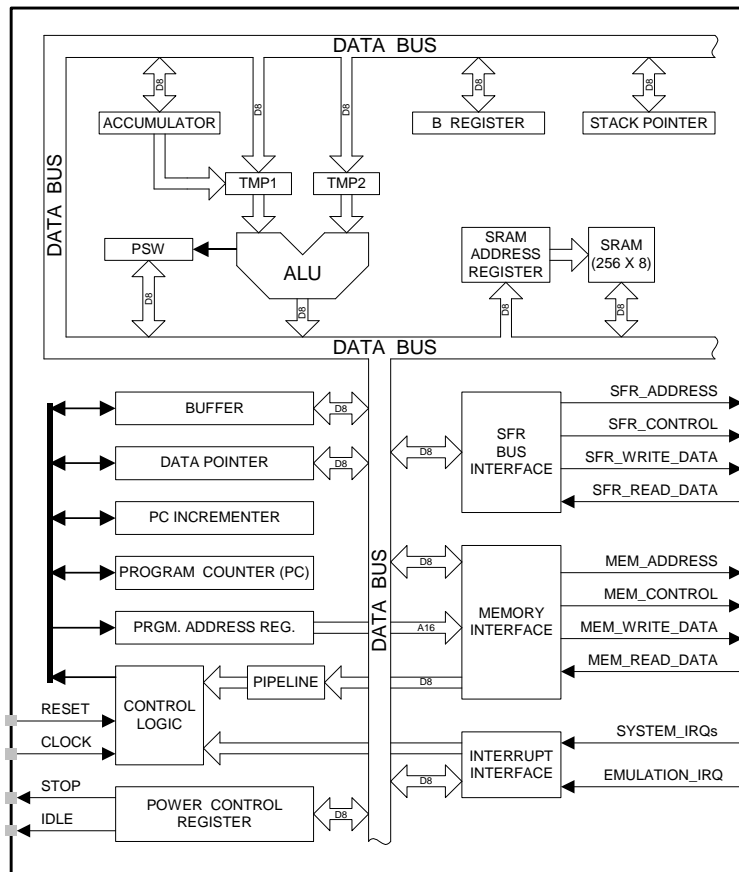 DATA BUS
D8
D8
D8
D8
D8
ACCUMULATOR
B REGISTER
STACK POINTER
DATA BUS
TMP1
TMP2
PSW
ALU
SRAM
ADDRESS
REGISTER
SRAM
(256 X 8)
D8
D8
D8
D8
DATA BUS
BUFFER
D8
SFR_ADDRESS
DATA POINTER
D8
D8
SFR
BUS
INTERFACE
SFR_CONTROL
SFR_WRITE_DATA
SFR_READ_DATA
PC INCREMENTER
PROGRAM COUNTER (PC)
DATA BUS
D8
MEMORY
INTERFACE
MEM_ADDRESS
MEM_CONTROL
MEM_WRITE_DATA
MEM_READ_DATA
PRGM. ADDRESS REG.
A16
PIPELINE
D8
RESET
CLOCK
CONTROL
LOGIC
INTERRUPT
INTERFACE
SYSTEM_IRQs
EMULATION_IRQ
D8
STOP
IDLE
POWER CONTROL
REGISTER
D8